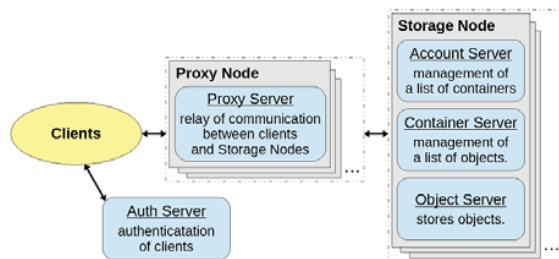 Clients
Auth Server
authenticatation
of clients
Proxy Node
Proxy Server
relay of communication
between clients
and Storage Nodes
...
Storage Node
Account Server
management of
a list of containers
Container Server
management of
a list of objects.
Object Server
stores objects.
...